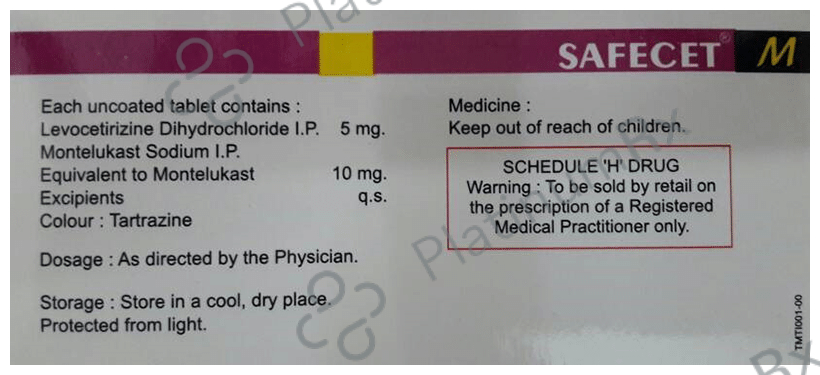 SAFECET® M
Each uncoated tablet contains :
Levocetirizine Dihydrochloride I.P. 5 mg.
Montelukast Sodium I.P.
Equivalent to Montelukast 10 mg.
Excipients q.s.
Colour : Tartrazine
Dosage : As directed by the Physician.
Storage : Store in a cool, dry place.
Protected from light.
Medicine :
Keep out of reach of children.
SCHEDULE 'H' DRUG
Warning : To be sold by retail on
the prescription of a Registered
Medical Practitioner only.
TMTI001-00
PlatinumRx
PlatinumRx
Rx